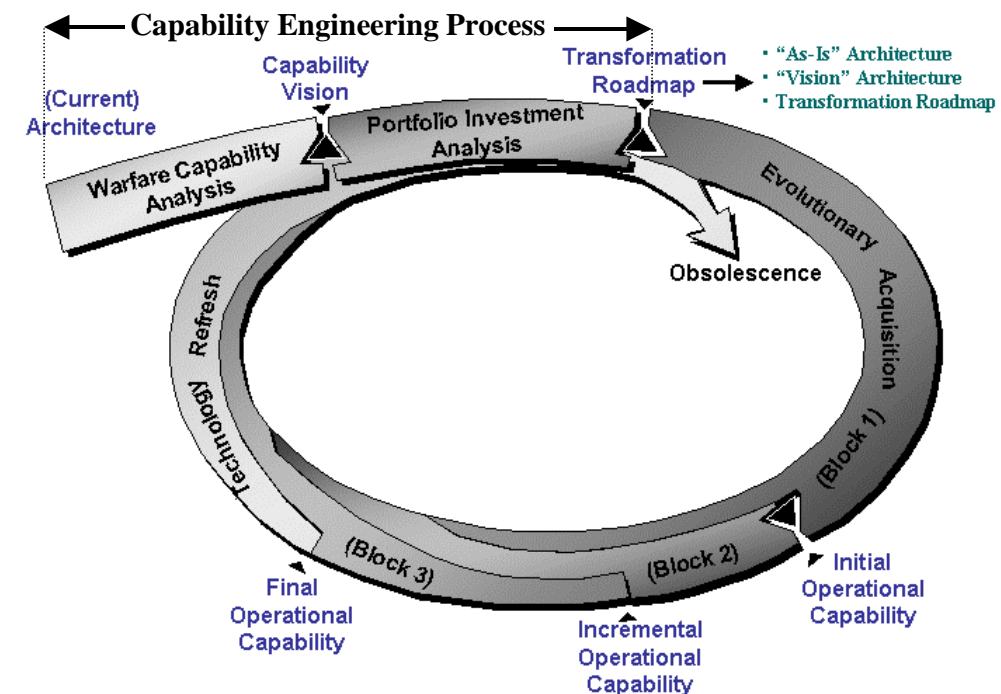 Capability Engineering Process
(Current)
Architecture
Capability
Vision
Transformation
Roadmap
• “As-Is” Architecture
• “Vision” Architecture
• Transformation Roadmap
Warfare Capability
Analysis
Portfolio Investment
Analysis
Evolutionary
Acquisition
(Block 1)
Obsolescence
Refresh
Technology
(Block 3)
(Block 2)
Initial
Operational
Capability
Final
Operational
Capability
Incremental
Operational
Capability